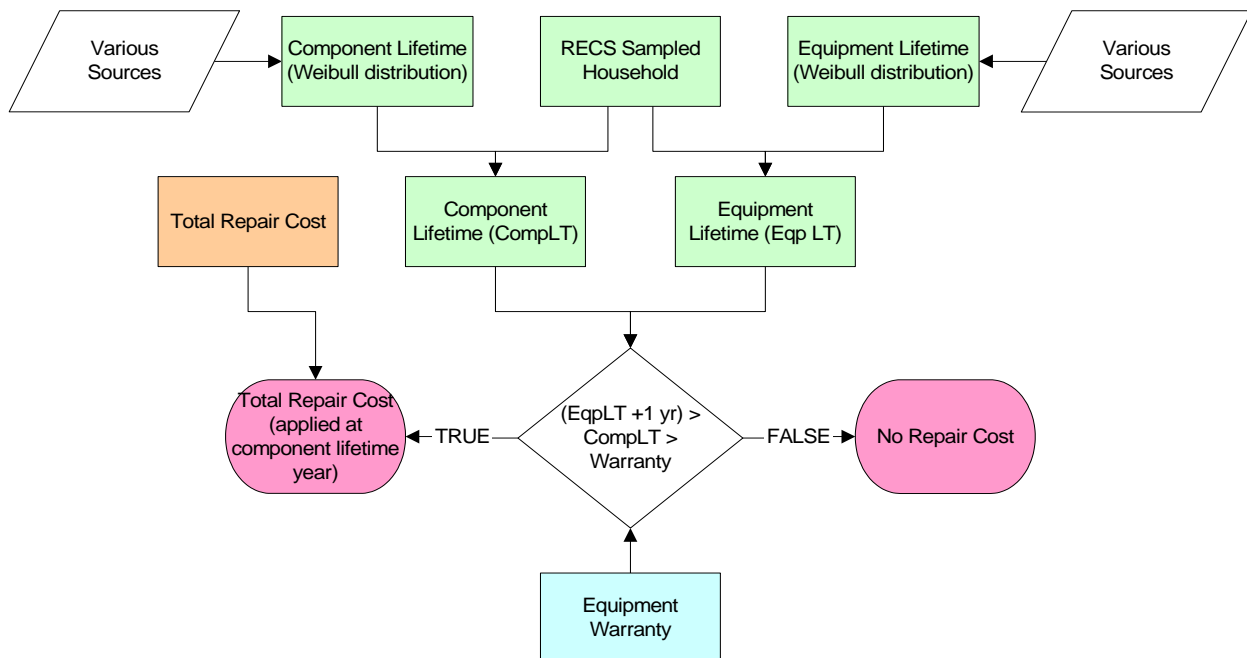 Various
Sources
Component Lifetime
(Weibull distribution)
RECS Sampled
Household
Equipment Lifetime
(Weibull distribution)
Various
Sources
Total Repair Cost
Component
Lifetime (CompLT)
Equipment
Lifetime (Eqp LT)
Total Repair Cost
(applied at
component lifetime
year)
TRUE
(EqpLT +1 yr) >
CompLT >
Warranty
FALSE
No Repair Cost
Equipment
Warranty